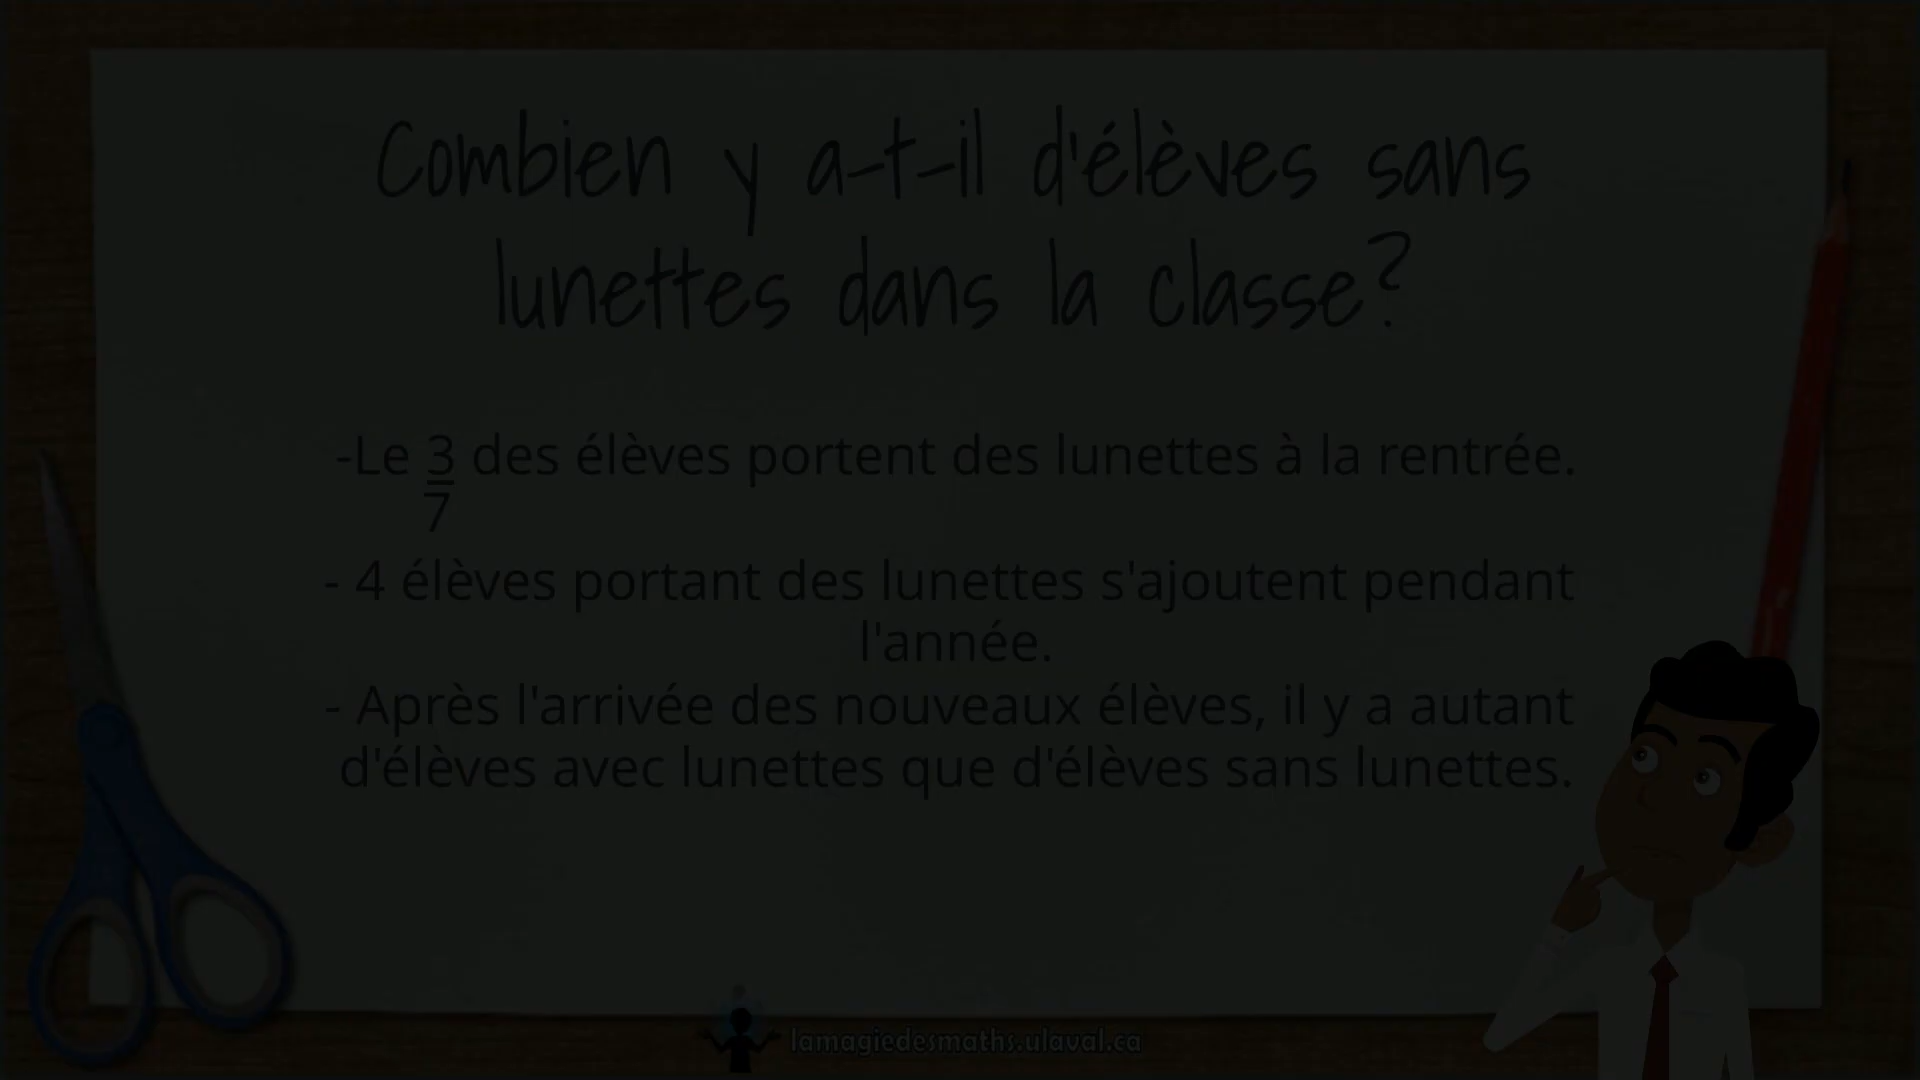 Combien y a-t-il d'élèves sans
lunettes dans la classe?
-Le 3 des élèves portent des lunettes à la rentrée.
7
- 4 élèves portant des lunettes s'ajoutent pendant
l'année.
- Après l'arrivée des nouveaux élèves, il y a autant
d'élèves avec lunettes que d'élèves sans lunettes.
lamagiedesmaths.ulaval.ca